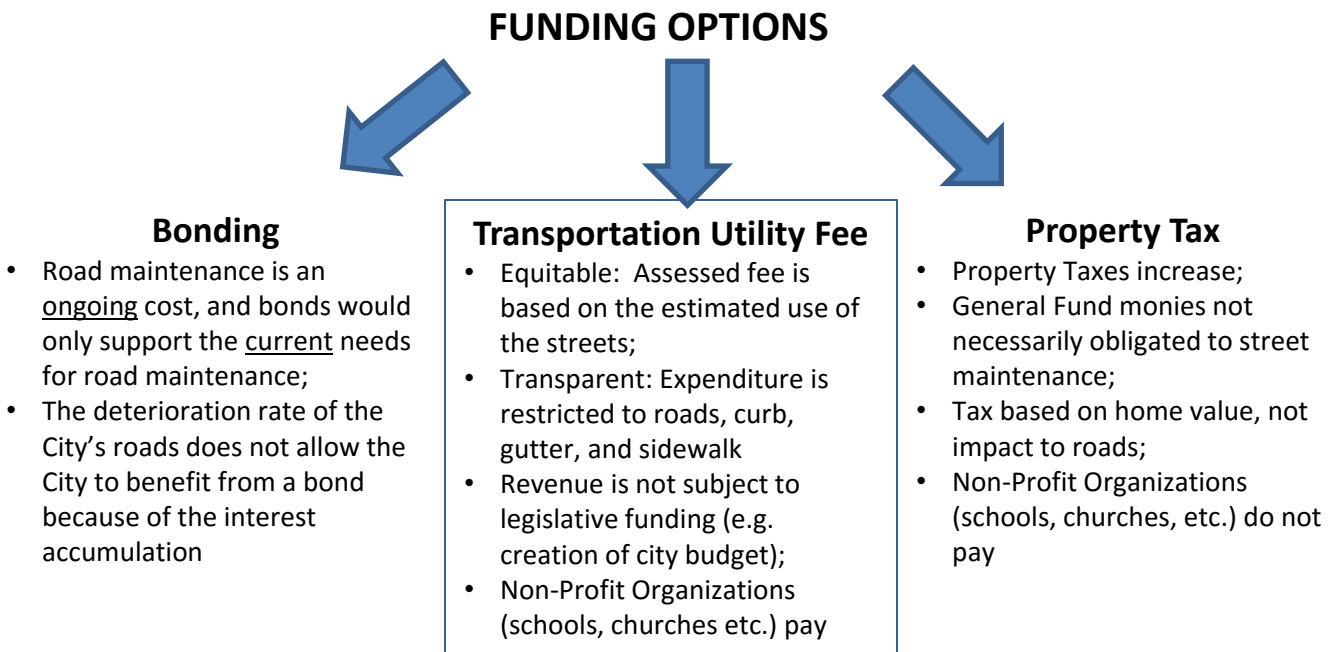 FUNDING OPTIONS
Bonding
• Road maintenance is an
ongoing cost, and bonds would
only support the current needs
for road maintenance;
• The deterioration rate of the
City’s roads does not allow the
City to benefit from a bond
because of the interest
accumulation
Transportation Utility Fee
• Equitable:  Assessed fee is
based on the estimated use of
the streets;
• Transparent: Expenditure is
restricted to roads, curb,
gutter, and sidewalk
• Revenue is not subject to
legislative funding (e.g.
creation of city budget);
• Non-Profit Organizations
(schools, churches etc.) pay
Property Tax
• Property Taxes increase;
• General Fund monies not
necessarily obligated to street
maintenance;
• Tax based on home value, not
impact to roads;
• Non-Profit Organizations
(schools, churches, etc.) do not
pay